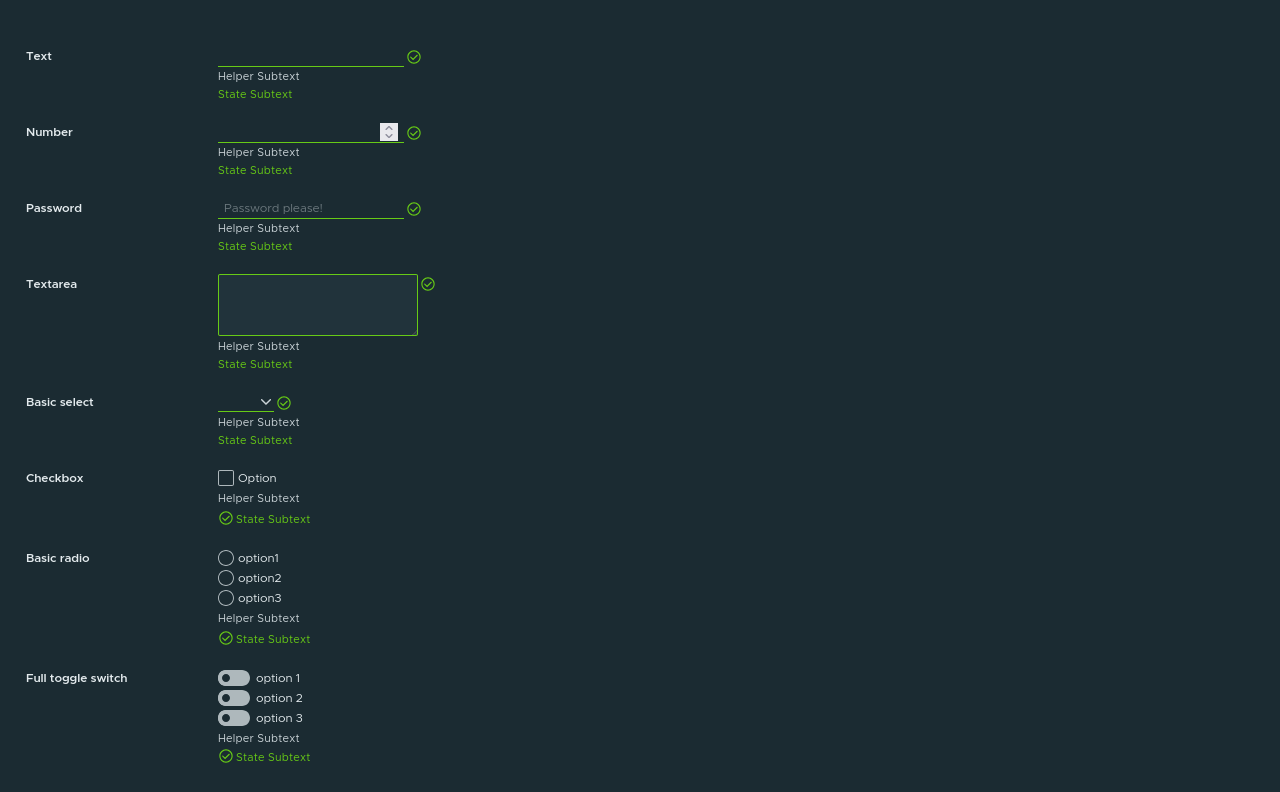 Text
Helper Subtext
State Subtext
Number
Helper Subtext
State Subtext
Password
Password please!
Helper Subtext
State Subtext
Textarea
Helper Subtext
State Subtext
Basic select
Helper Subtext
State Subtext
Checkbox
Option
Helper Subtext
State Subtext
Basic radio
option1
option2
option3
Helper Subtext
State Subtext
Full toggle switch
option 1
option 2
option 3
Helper Subtext
State Subtext